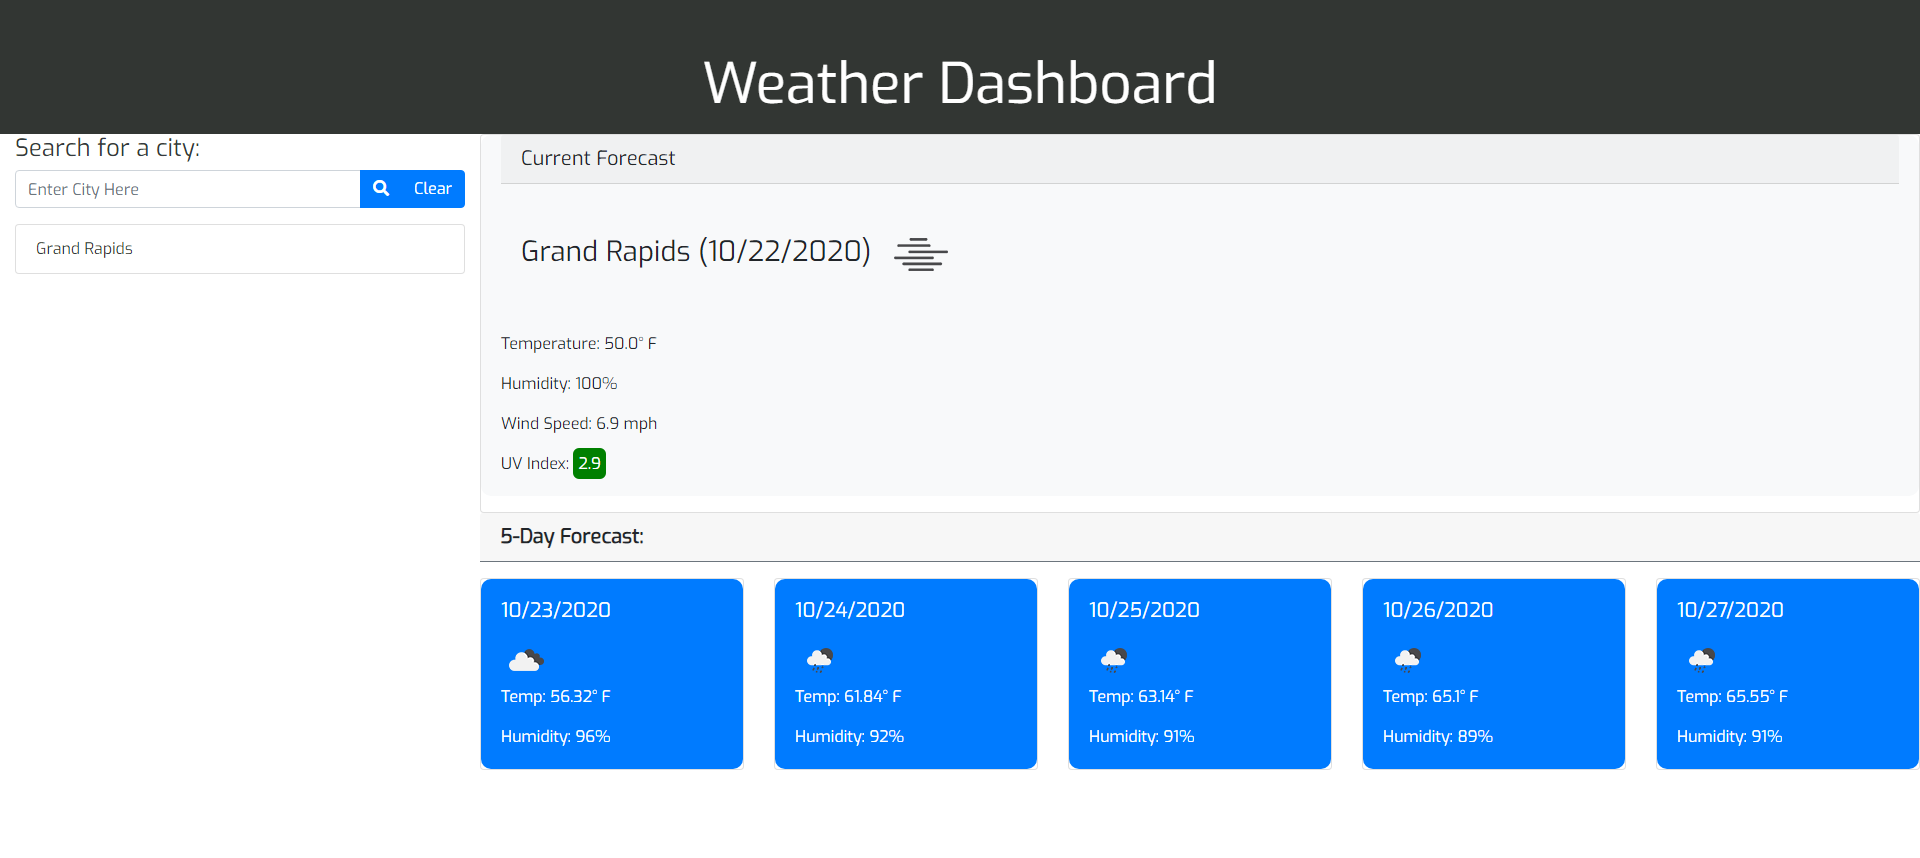 Weather Dashboard
Search for a city:
Enter City Here
Clear
Grand Rapids
Current Forecast
Grand Rapids (10/22/2020)
Temperature: 50.0° F
Humidity: 100%
Wind Speed: 6.9 mph
UV Index: 2.9
5-Day Forecast:
10/23/2020
Temp: 56.32° F
Humidity: 96%
10/24/2020
Temp: 61.84° F
Humidity: 92%
10/25/2020
Temp: 63.14° F
Humidity: 91%
10/26/2020
Temp: 65.1° F
Humidity: 89%
10/27/2020
Temp: 65.55° F
Humidity: 91%